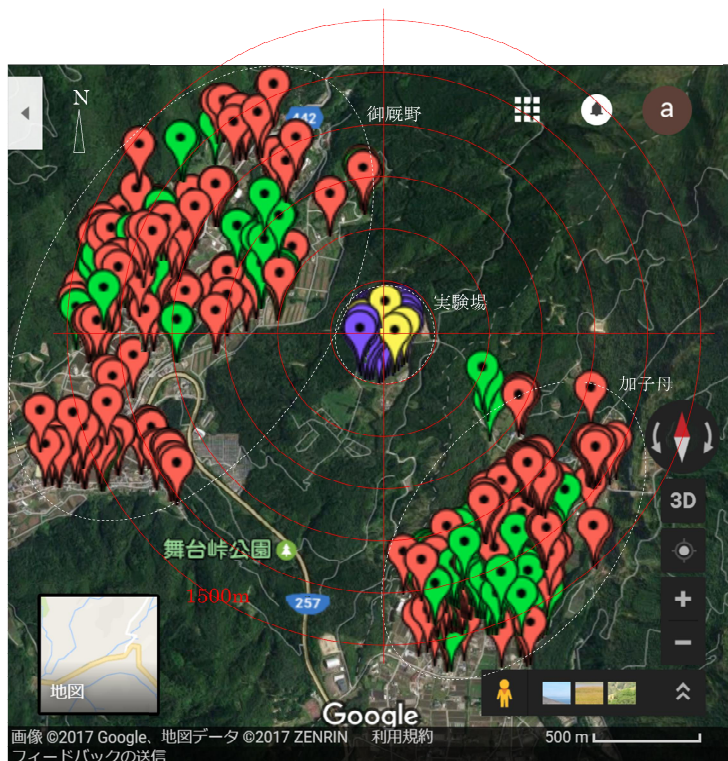 N
442
御厩野
a
実験場
加子母
3D
舞台峠公園
1500m
257
地図
Google
画像 ©2017 Google、地図データ ©2017 ZENRIN 利用規約 500 m
フィードバックの送信